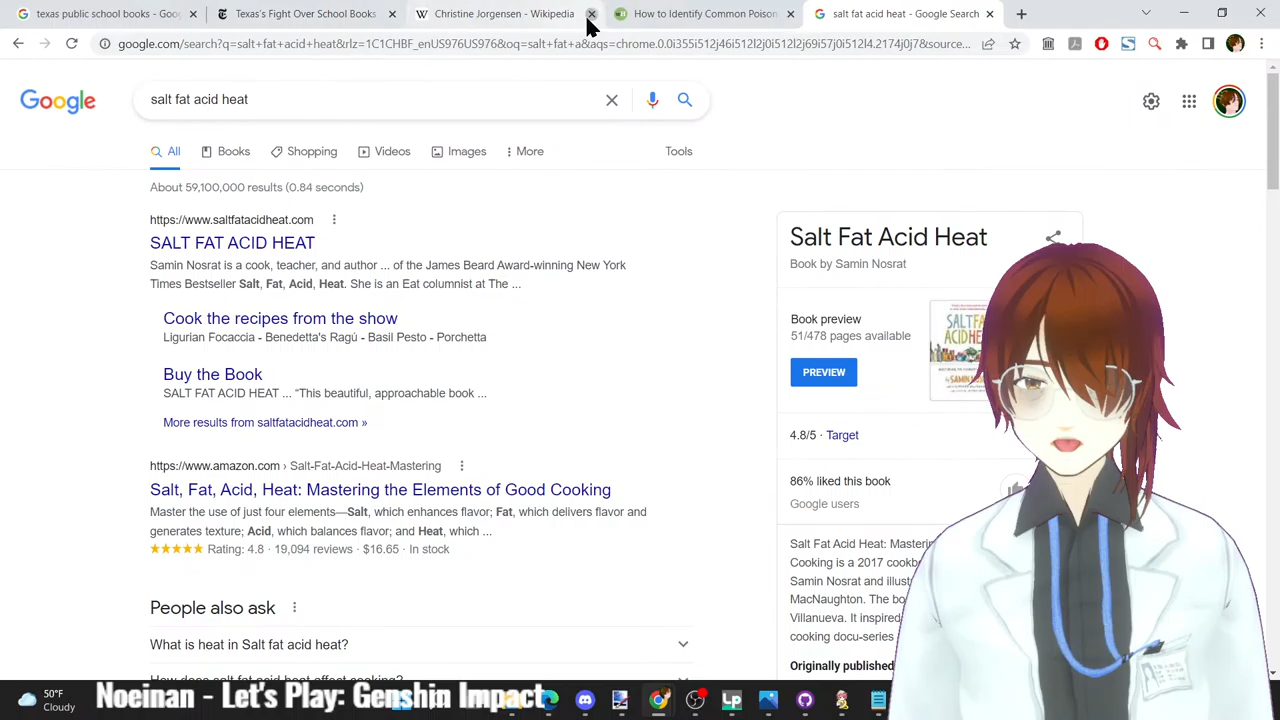 texas public school books - Goo
Texas's Fight Over School Books
Christine Jorgensen - Wikipedia
How to Identify Common Poison
salt fat acid heat - Google Search
google.com/search?q=salt+fat+acid+heat&rlz=1C1CHBF_enUS976US976&oq=salt+fat+a&aqs=chrome.0.0i355i512j46i512l2j0i512l2j69i57j0i512l4.2174j0j7&source...
Google
salt fat acid heat
All
Books
Shopping
Videos
Images
More
Tools
About 59,100,000 results (0.84 seconds)
https://www.saltfatacidheat.com
SALT FAT ACID HEAT
Samin Nosrat is a cook, teacher, and author ... of the James Beard Award-winning New York
Times Bestseller Salt, Fat, Acid, Heat. She is an Eat columnist at The ...
Cook the recipes from the show
Ligurian Focaccia - Benedetta's Ragú - Basil Pesto - Porchetta
Buy the Book
SALT FAT ACID HEAT ... “This beautiful, approachable book ...
More results from saltfatacidheat.com »
https://www.amazon.com › Salt-Fat-Acid-Heat-Mastering
Salt, Fat, Acid, Heat: Mastering the Elements of Good Cooking
Master the use of just four elements—Salt, which enhances flavor; Fat, which delivers flavor and
generates texture; Acid, which balances flavor; and Heat, which ...
Rating: 4.8 · 19,094 reviews · $16.65 · In stock
People also ask
What is heat in Salt fat acid heat?
Salt Fat Acid Heat
Book by Samin Nosrat
Book preview
51/478 pages available
PREVIEW
SALT FA
ACID HEA
4.8/5 · Target
86% liked this book
Google users
Salt Fat Acid Heat: Master
Cooking is a 2017 cookb
Samin Nosrat and illust
MacNaughton. The bo
Villanueva. It inspired
cooking docu-series
Originally published
50°F
Cloudy
Noeinan - Let's Play: Genshin Impact